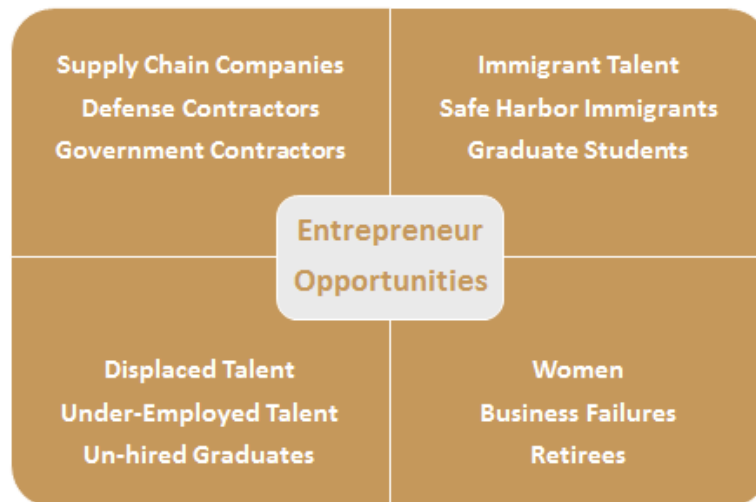 Supply Chain Companies
Defense Contractors
Government Contractors
Immigrant Talent
Safe Harbor Immigrants
Graduate Students
Entrepreneur
Opportunities
Displaced Talent
Under-Employed Talent
Un-hired Graduates
Women
Business Failures
Retirees